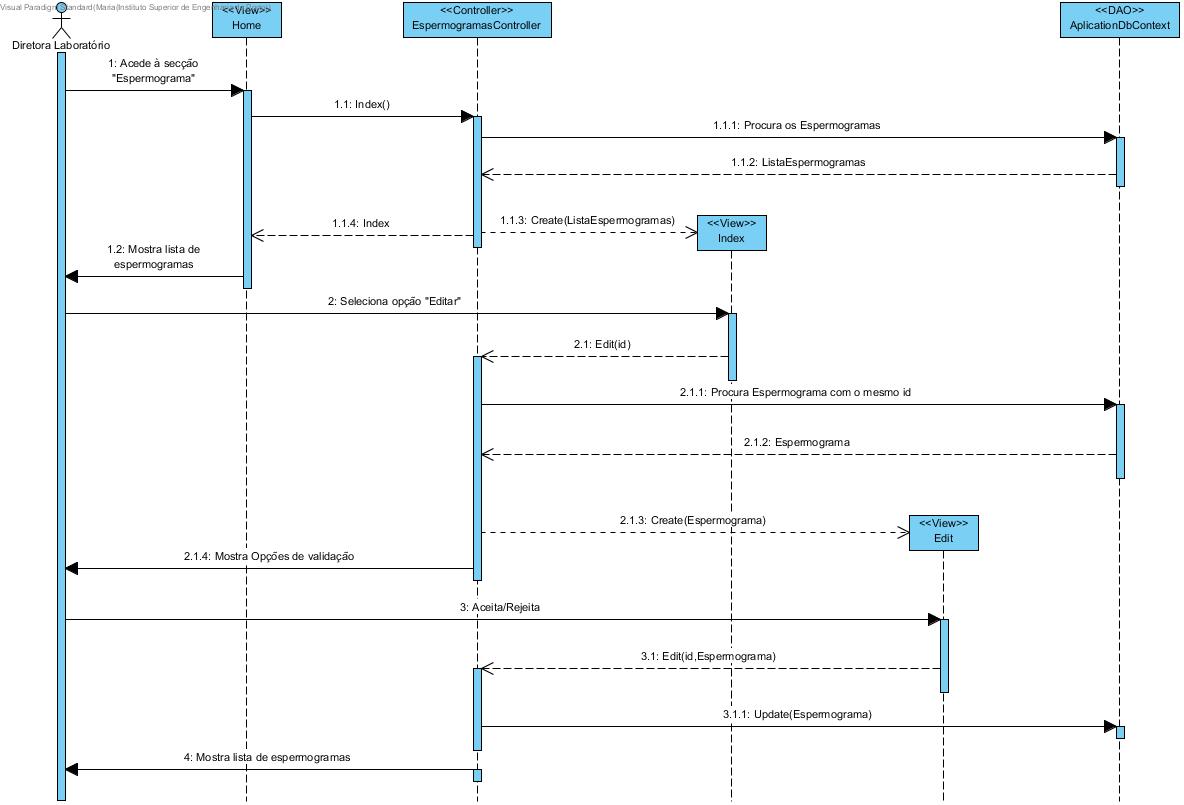 Visual Paradigm Standard(Maria(Instituto Superior de Enge
<<View>>
Home
<<Controller>>
EspermogramasController
<<DAO>>
AplicationDbContext
Diretora Laboratório
1: Acede à secção
"Espermograma"
1.1: Index()
1.1.1: Procura os Espermogramas
1.1.2: ListaEspermogramas
1.1.3: Create(ListaEspermogramas)
<<View>>
Index
1.1.4: Index
1.2: Mostra lista de
espermogramas
2: Seleciona opção "Editar"
2.1: Edit(id)
2.1.1: Procura Espermograma com o mesmo id
2.1.2: Espermograma
2.1.3: Create(Espermograma)
<<View>>
Edit
2.1.4: Mostra Opções de validação
3: Aceita/Rejeita
3.1: Edit(id,Espermograma)
3.1.1: Update(Espermograma)
4: Mostra lista de espermogramas